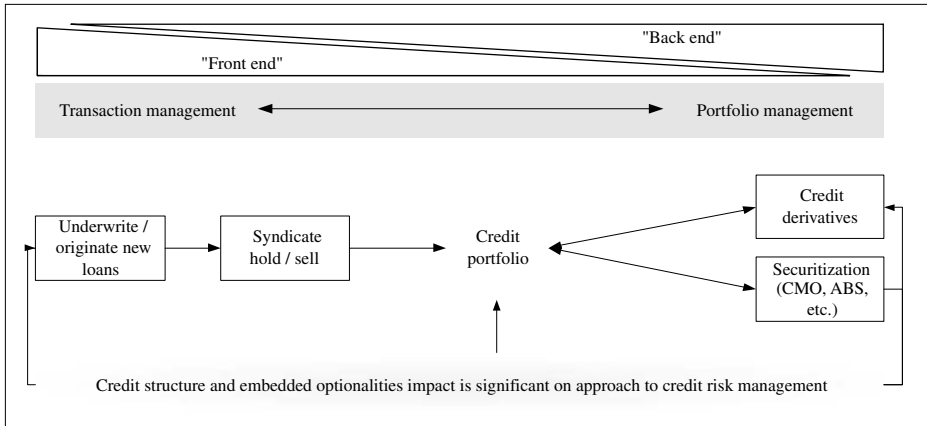 "Back end"
"Front end"
Transaction management
Portfolio management
Underwrite /
originate new
loans
Syndicate
hold / sell
Credit
portfolio
Credit
derivatives
Securitization
(CMO, ABS,
etc.)
Credit structure and embedded optionalities impact is significant on approach to credit risk management